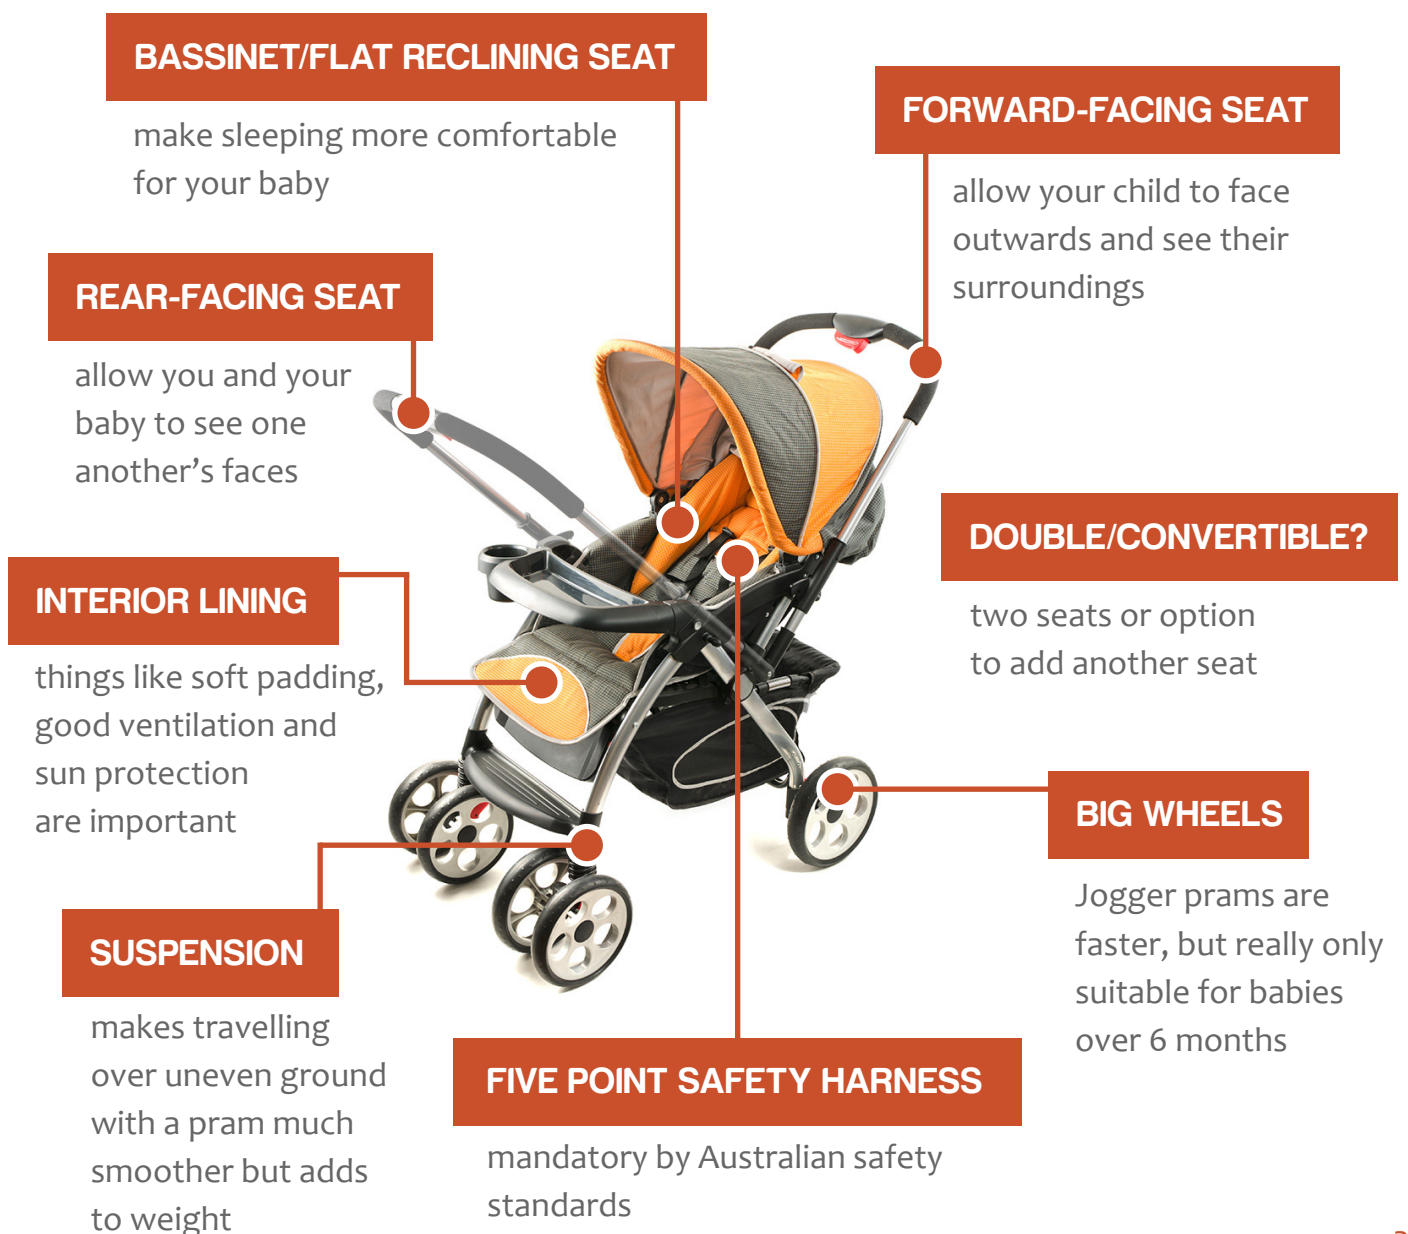 BASSINET/FLAT RECLINING SEAT
make sleeping more comfortable
for your baby
FORWARD-FACING SEAT
allow your child to face
outwards and see their
surroundings
REAR-FACING SEAT
allow you and your
baby to see one
another’s faces
DOUBLE/CONVERTIBLE?
two seats or option
to add another seat
INTERIOR LINING
things like soft padding,
good ventilation and
sun protection
are important
BIG WHEELS
Jogger prams are
faster, but really only
suitable for babies
over 6 months
SUSPENSION
makes travelling
over uneven ground
with a pram much
smoother but adds
to weight
FIVE POINT SAFETY HARNESS
mandatory by Australian safety
standards